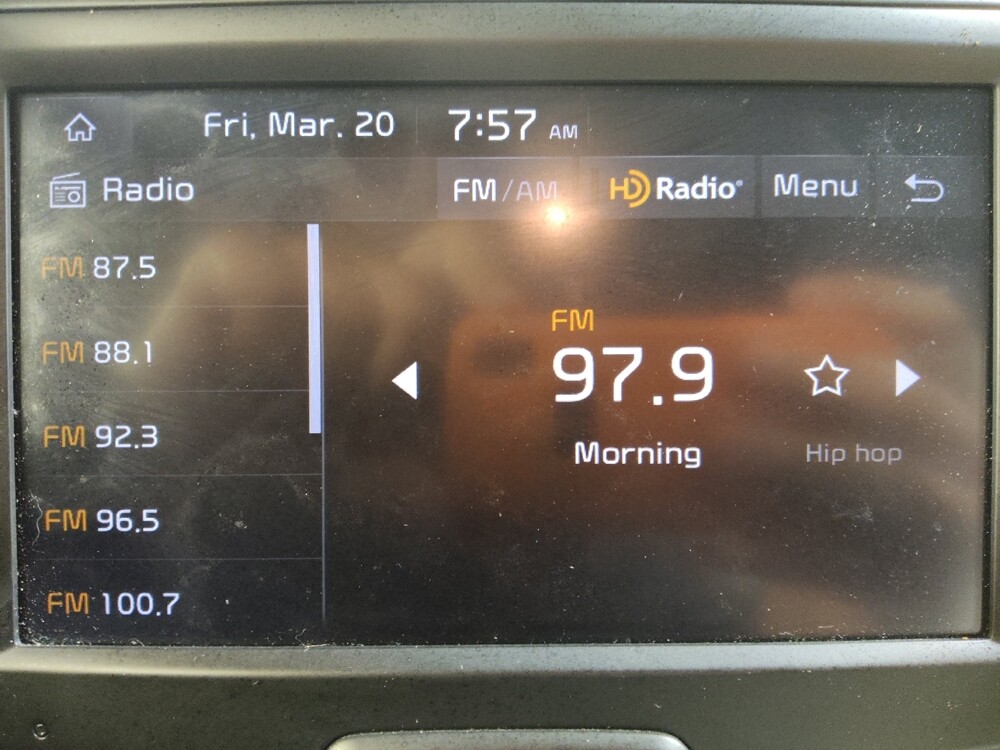 Fri, Mar. 20 7:57 AM
Radio FM/AM HD Radio® Menu
FM 87.5
FM 88.1
FM 92.3
FM 96.5
FM 100.7
FM
97.9
Morning
Hip hop